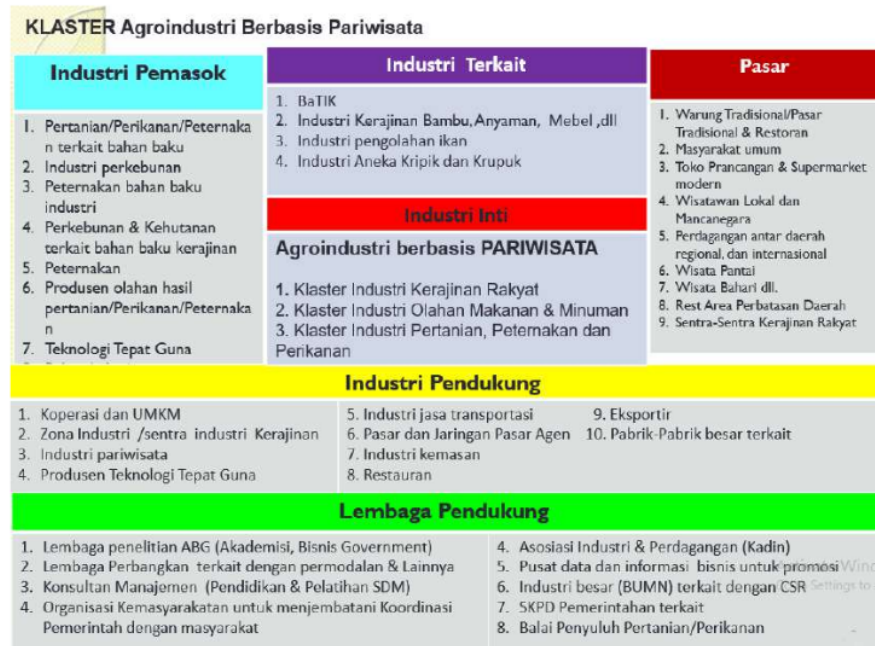 KLASTER Agroindustri Berbasis Pariwisata
Industri Pemasok
1. Pertanian/Perikanan/Peternaka
n terkait bahan baku
2. Industri perkebunan
3. Peternakan bahan baku
industri
4. Perkebunan & Kehutanan
terkait bahan baku kerajinan
5. Peternakan
6. Produsen olahan hasil
pertanian/Perikanan/Peternaka
n
7. Teknologi Tepat Guna
Industri Terkait
1. BaTIK
2. Industri Kerajinan Bambu, Anyaman, Mebel ,dll
3. Industri pengolahan ikan
4. Industri Aneka Kripik dan Krupuk
Industri Inti
Agroindustri berbasis PARIWISATA
1. Klaster Industri Kerajinan Rakyat
2. Klaster Industri Olahan Makanan & Minuman
3. Klaster Industri Pertanian, Peternakan dan
Perikanan
Pasar
1. Warung Tradisional/Pasar
Tradisional & Restoran
2. Masyarakat umum
3. Toko Prancangan & Supermarket
modern
4. Wisatawan Lokal dan
Mancanegara
5. Perdagangan antar daerah
regional, dan internasional
6. Wisata Pantai
7. Wisata Bahari dll.
8. Rest Area Perbatasan Daerah
9. Sentra-Sentra Kerajinan Rakyat
Industri Pendukung
1. Koperasi dan UMKM
2. Zona Industri /sentra industri Kerajinan
3. Industri pariwisata
4. Produsen Teknologi Tepat Guna
5. Industri jasa transportasi
6. Pasar dan Jaringan Pasar Agen
7. Industri kemasan
8. Restauran
9. Eksportir
10. Pabrik-Pabrik besar terkait
Lembaga Pendukung
1. Lembaga penelitian ABG (Akademisi, Bisnis Government)
2. Lembaga Perbangkan terkait dengan permodalan & Lainnya
3. Konsultan Manajemen (Pendidikan & Pelatihan SDM)
4. Organisasi Kemasyarakatan untuk menjembatani Koordinasi
Pemerintah dengan masyarakat
4. Asosiasi Industri & Perdagangan (Kadin)
5. Pusat data dan informasi bisnis untuk promosi
6. Industri besar (BUMN) terkait dengan CSR
7. SKPD Pemerintahan terkait
8. Balai Penyuluh Pertanian/Perikanan
Settings to